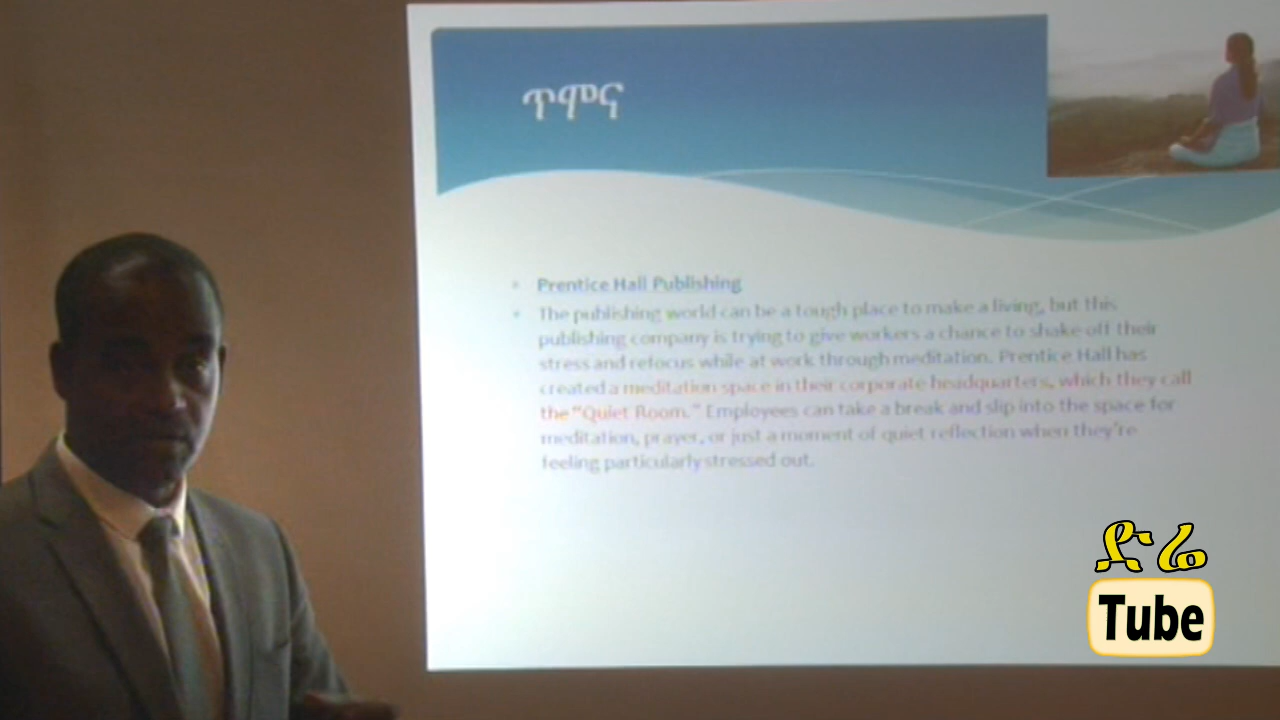 ጥሞና
Prentice Hall Publishing
The publishing world can be a tough place to make a living, but this
publishing company is trying to give workers a chance to shake off their
stress and refocus while at work through meditation. Prentice Hall has
created a meditation space in their corporate headquarters, which they call
the "Quiet Room." Employees can take a break and slip into the space for
meditation, prayer, or just a moment of quiet reflection when they're
feeling particularly stressed out.
ድሬ
Tube